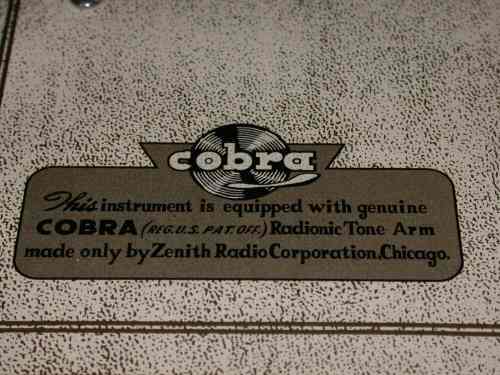 cobra
This instrument is equipped with genuine
COBRA (REG. U.S. PAT. OFF.) Radionic Tone Arm
made only by Zenith Radio Corporation, Chicago.